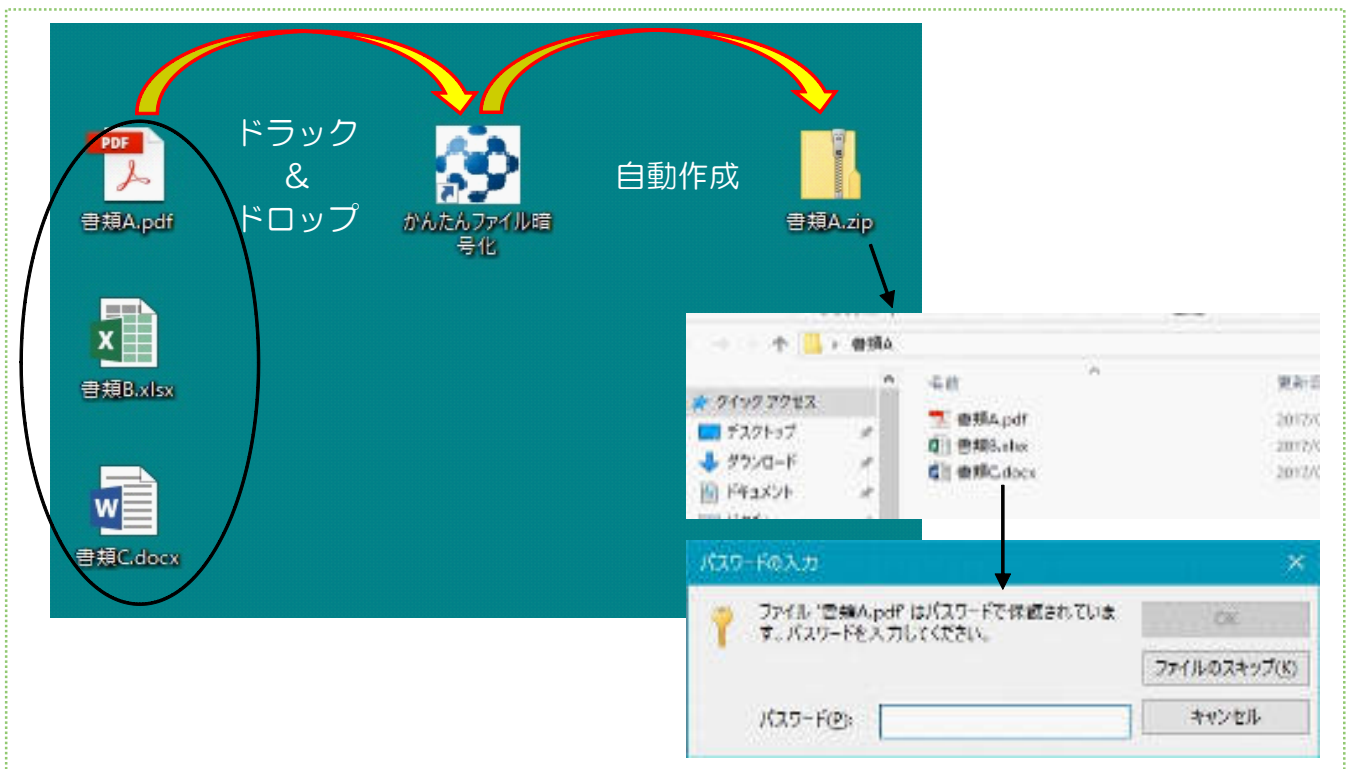 PDF
書類A.pdf
ドラック
&
ドロップ
かんたんファイル暗
号化
自動作成
書類A.zip
X
書類B.xlsx
W
書類C.docx
書類A
名前
クイック アクセス
デスクトップ
ダウンロード
ドキュメント
書類A.pdf
2017/
書類B.xlsx
2017/
書類C.docx
2017/
パスワードの入力
ファイル '書類A.pdf' はパスワードで保護されていま
す。パスワードを入力してください。
OK
ファイルのスキップ(K)
パスワード(P):
キャンセル